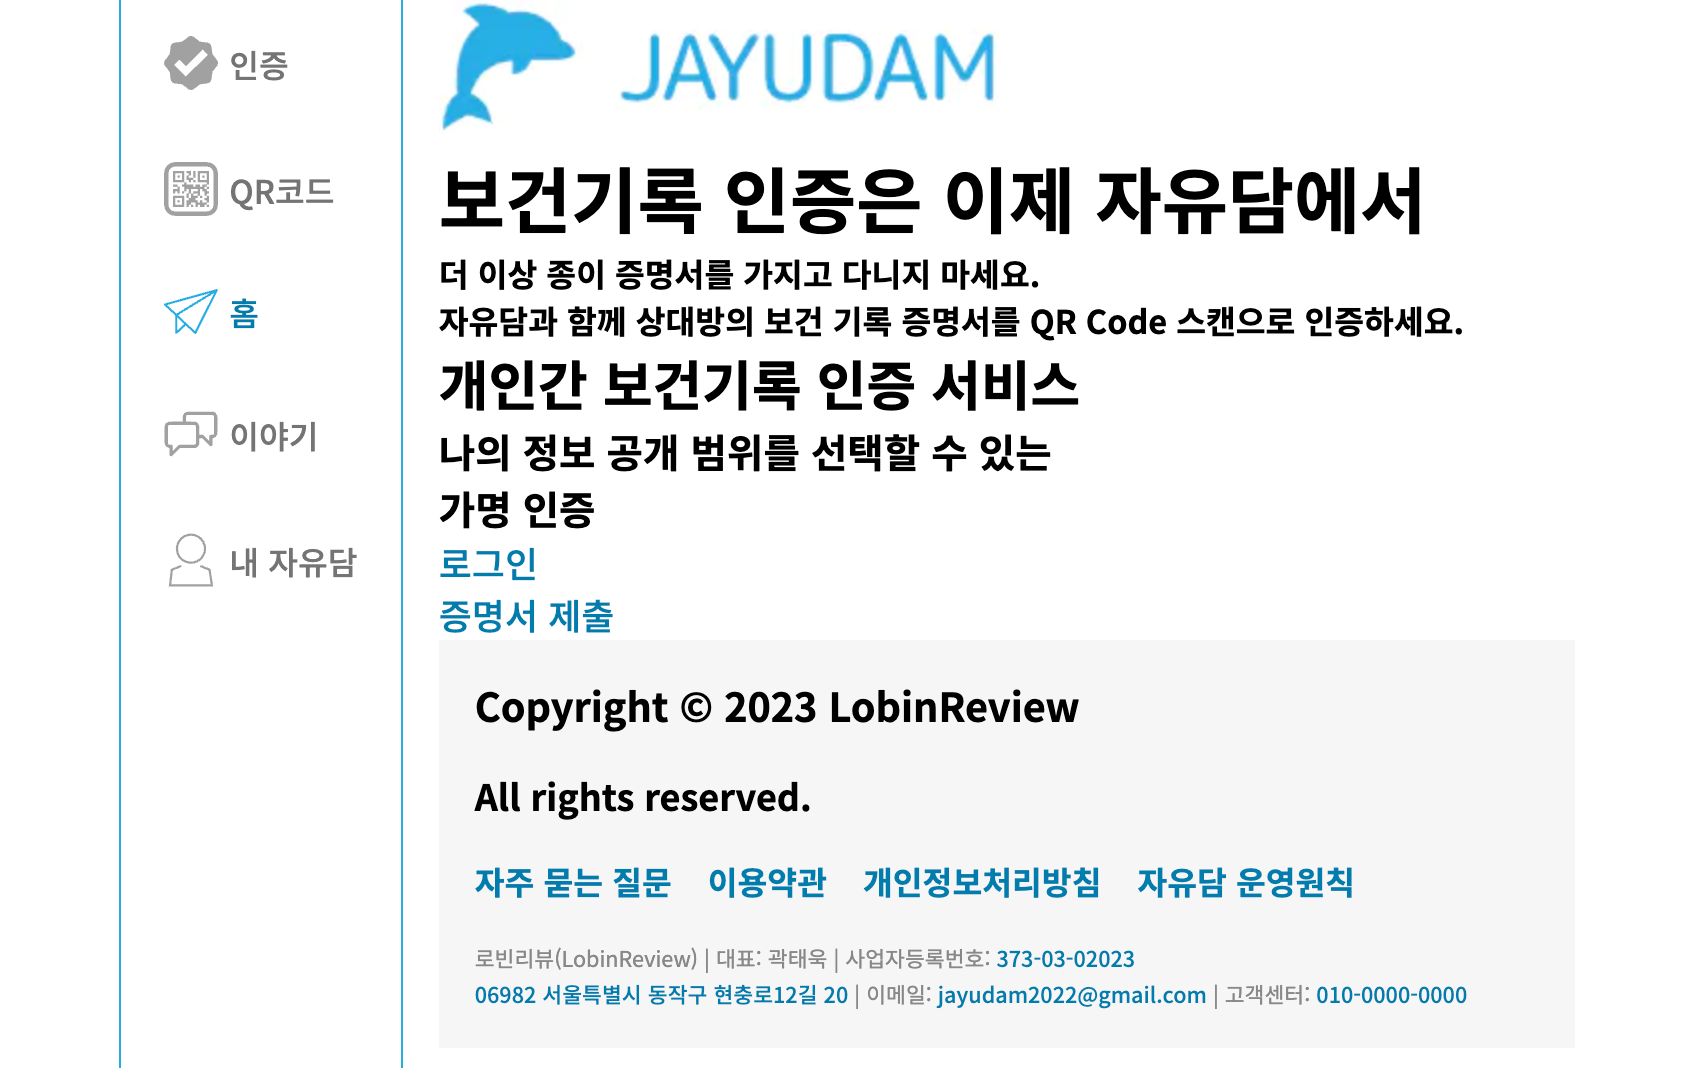 인증
QR코드
홈
이야기
내 자유담
JAYUDAM
보건기록 인증은 이제 자유담에서
더 이상 종이 증명서를 가지고 다니지 마세요.
자유담과 함께 상대방의 보건 기록 증명서를 QR Code 스캔으로 인증하세요.
개인간 보건기록 인증 서비스
나의 정보 공개 범위를 선택할 수 있는
가명 인증
로그인
증명서 제출
Copyright © 2023 LobinReview
All rights reserved.
자주 묻는 질문 이용약관 개인정보처리방침 자유담 운영원칙
로빈리뷰(LobinReview) | 대표: 곽태욱 | 사업자등록번호: 373-03-02023
06982 서울특별시 동작구 현충로12길 20 | 이메일: jayudam2022@gmail.com | 고객센터: 010-0000-0000